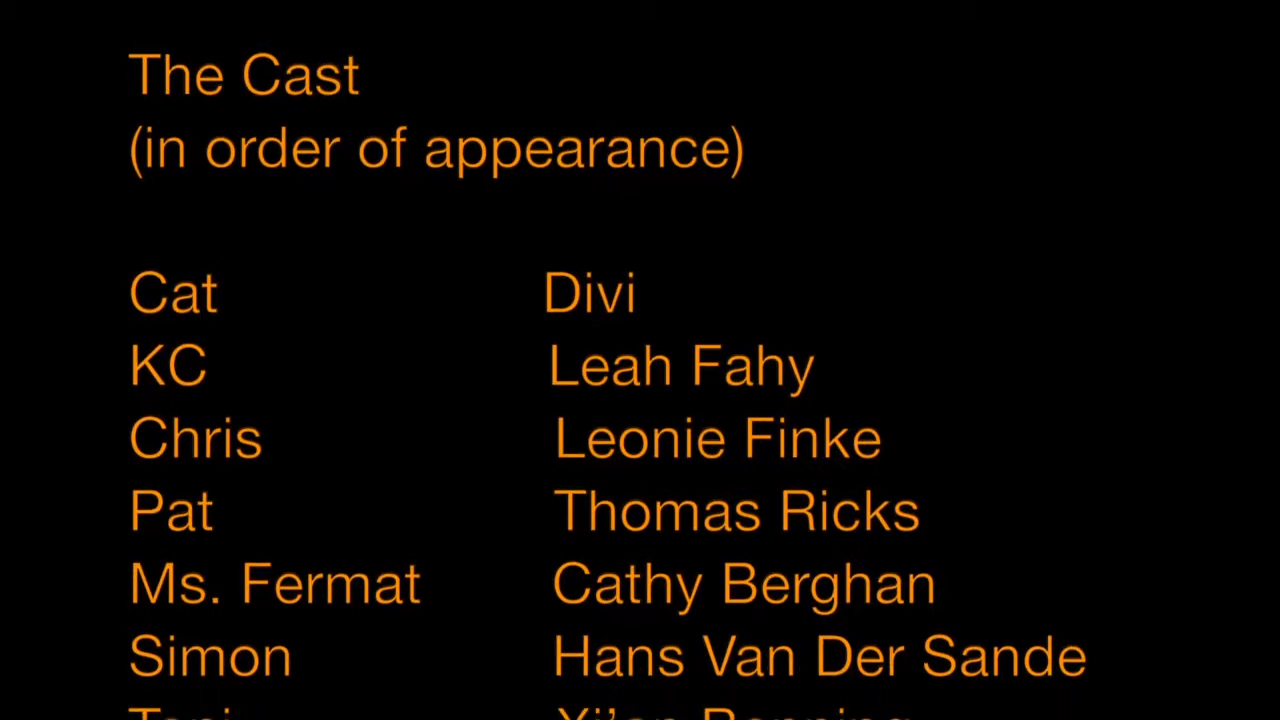 The Cast
(in order of appearance)
Cat Divi
KC Leah Fahy
Chris Leonie Finke
Pat Thomas Ricks
Ms. Fermat Cathy Berghan
Simon Hans Van Der Sande